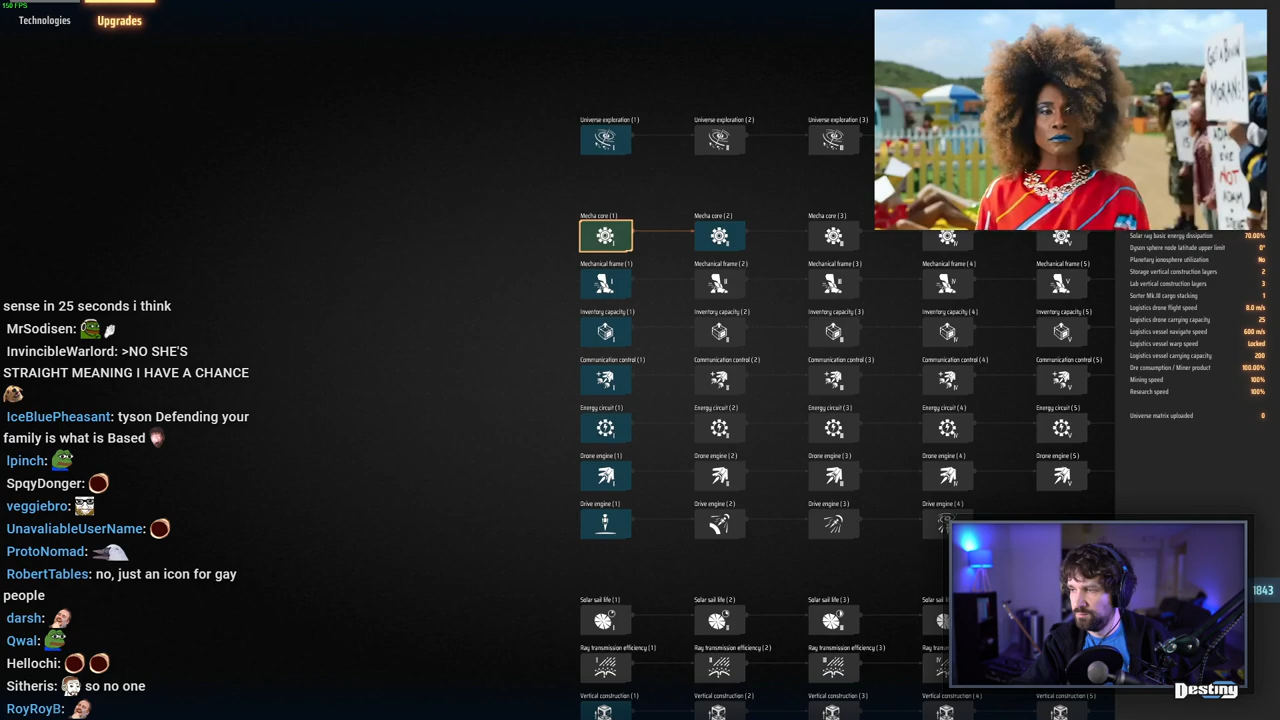 150 FPS
Technologies
Upgrades
Universe exploration (1)
Universe exploration (2)
Universe exploration (3)
Mecha core (1)
Mecha core (2)
Mecha core (3)
Mechanical frame (1)
Mechanical frame (2)
Mechanical frame (3)
Mechanical frame (4)
Mechanical frame (5)
Inventory capacity (1)
Inventory capacity (2)
Inventory capacity (3)
Inventory capacity (4)
Inventory capacity (5)
Communication control (1)
Communication control (2)
Communication control (3)
Communication control (4)
Communication control (5)
Energy circuit (1)
Energy circuit (2)
Energy circuit (3)
Energy circuit (4)
Energy circuit (5)
Drone engine (1)
Drone engine (2)
Drone engine (3)
Drone engine (4)
Drone engine (5)
Drive engine (1)
Drive engine (2)
Drive engine (3)
Drive engine (4)
Solar sail life (1)
Solar sail life (2)
Solar sail life (3)
Ray transmission efficiency (1)
Ray transmission efficiency (2)
Ray transmission efficiency (3)
Vertical construction (1)
Vertical construction (2)
Vertical construction (3)
Vertical construction (4)
Vertical construction (5)
GET A BRAIN
MORANS!
ADAM
EVE
NOT
ADAM
STEVE
Solar ray basic energy dissipation 70.00%
Dyson sphere node latitude upper limit 0°
Planetary ionosphere utilization No
Storage vertical construction layers 2
Lab vertical construction layers 3
Sorter Mk.III cargo stacking 1
Logistics drone flight speed 8.0 m/s
Logistics drone carrying capacity 25
Logistics vessel navigate speed 600 m/s
Logistics vessel warp speed Locked
Logistics vessel carrying capacity 200
Ore consumption / Miner product 100.00%
Mining speed 100%
Research speed 100%
Universe matrix uploaded 0
sense in 25 seconds i think
MrSodisen:
InvincibleWarlord: >NO SHE'S
STRAIGHT MEANING I HAVE A CHANCE
IceBluePheasant: tyson Defending your
family is what is Based
lpinch:
SpqyDonger:
veggiebro:
UnavaliableUserName:
ProtoNomad:
RobertTables: no, just an icon for gay
people
darsh:
Qwal:
Hellochi:
Sitheris: so no one
RoyRoyB:
1843
Destiny